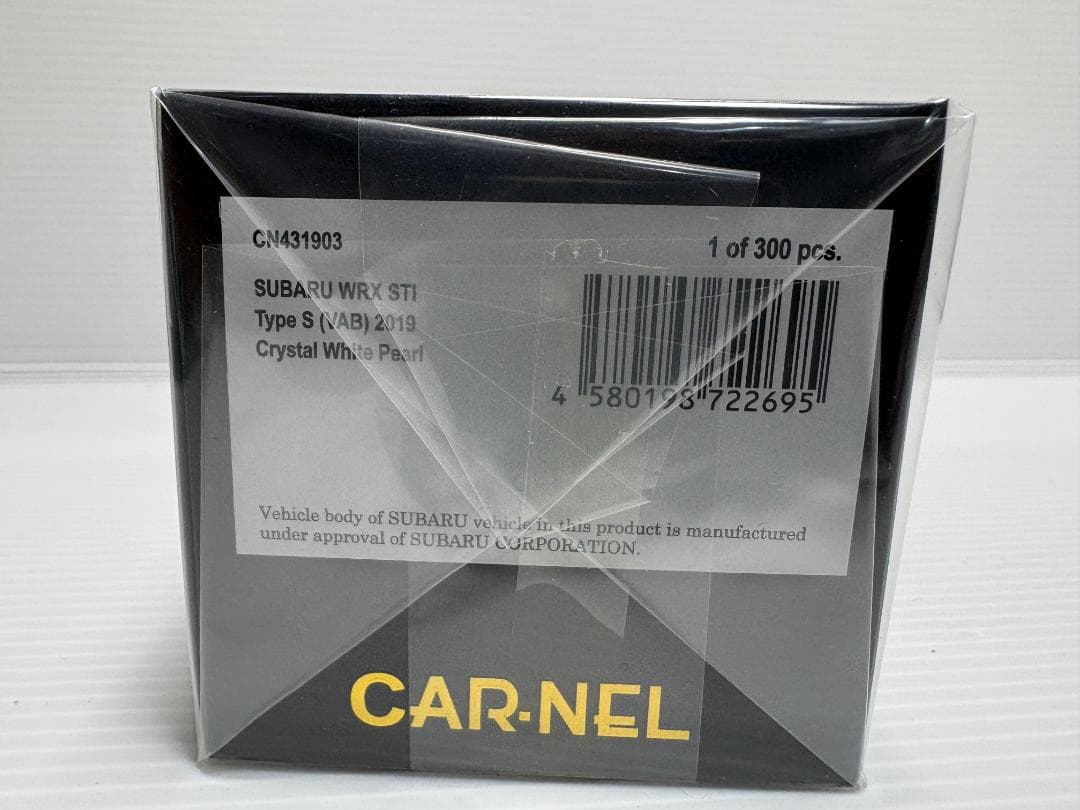 CN431903
1 of 300 pcs.
SUBARU WRX STI
Type S (VAB) 2019
Crystal White Pearl
4 580198 722695
Vehicle body of SUBARU vehicle in this product is manufactured
under approval of SUBARU CORPORATION.
CAR·NEL